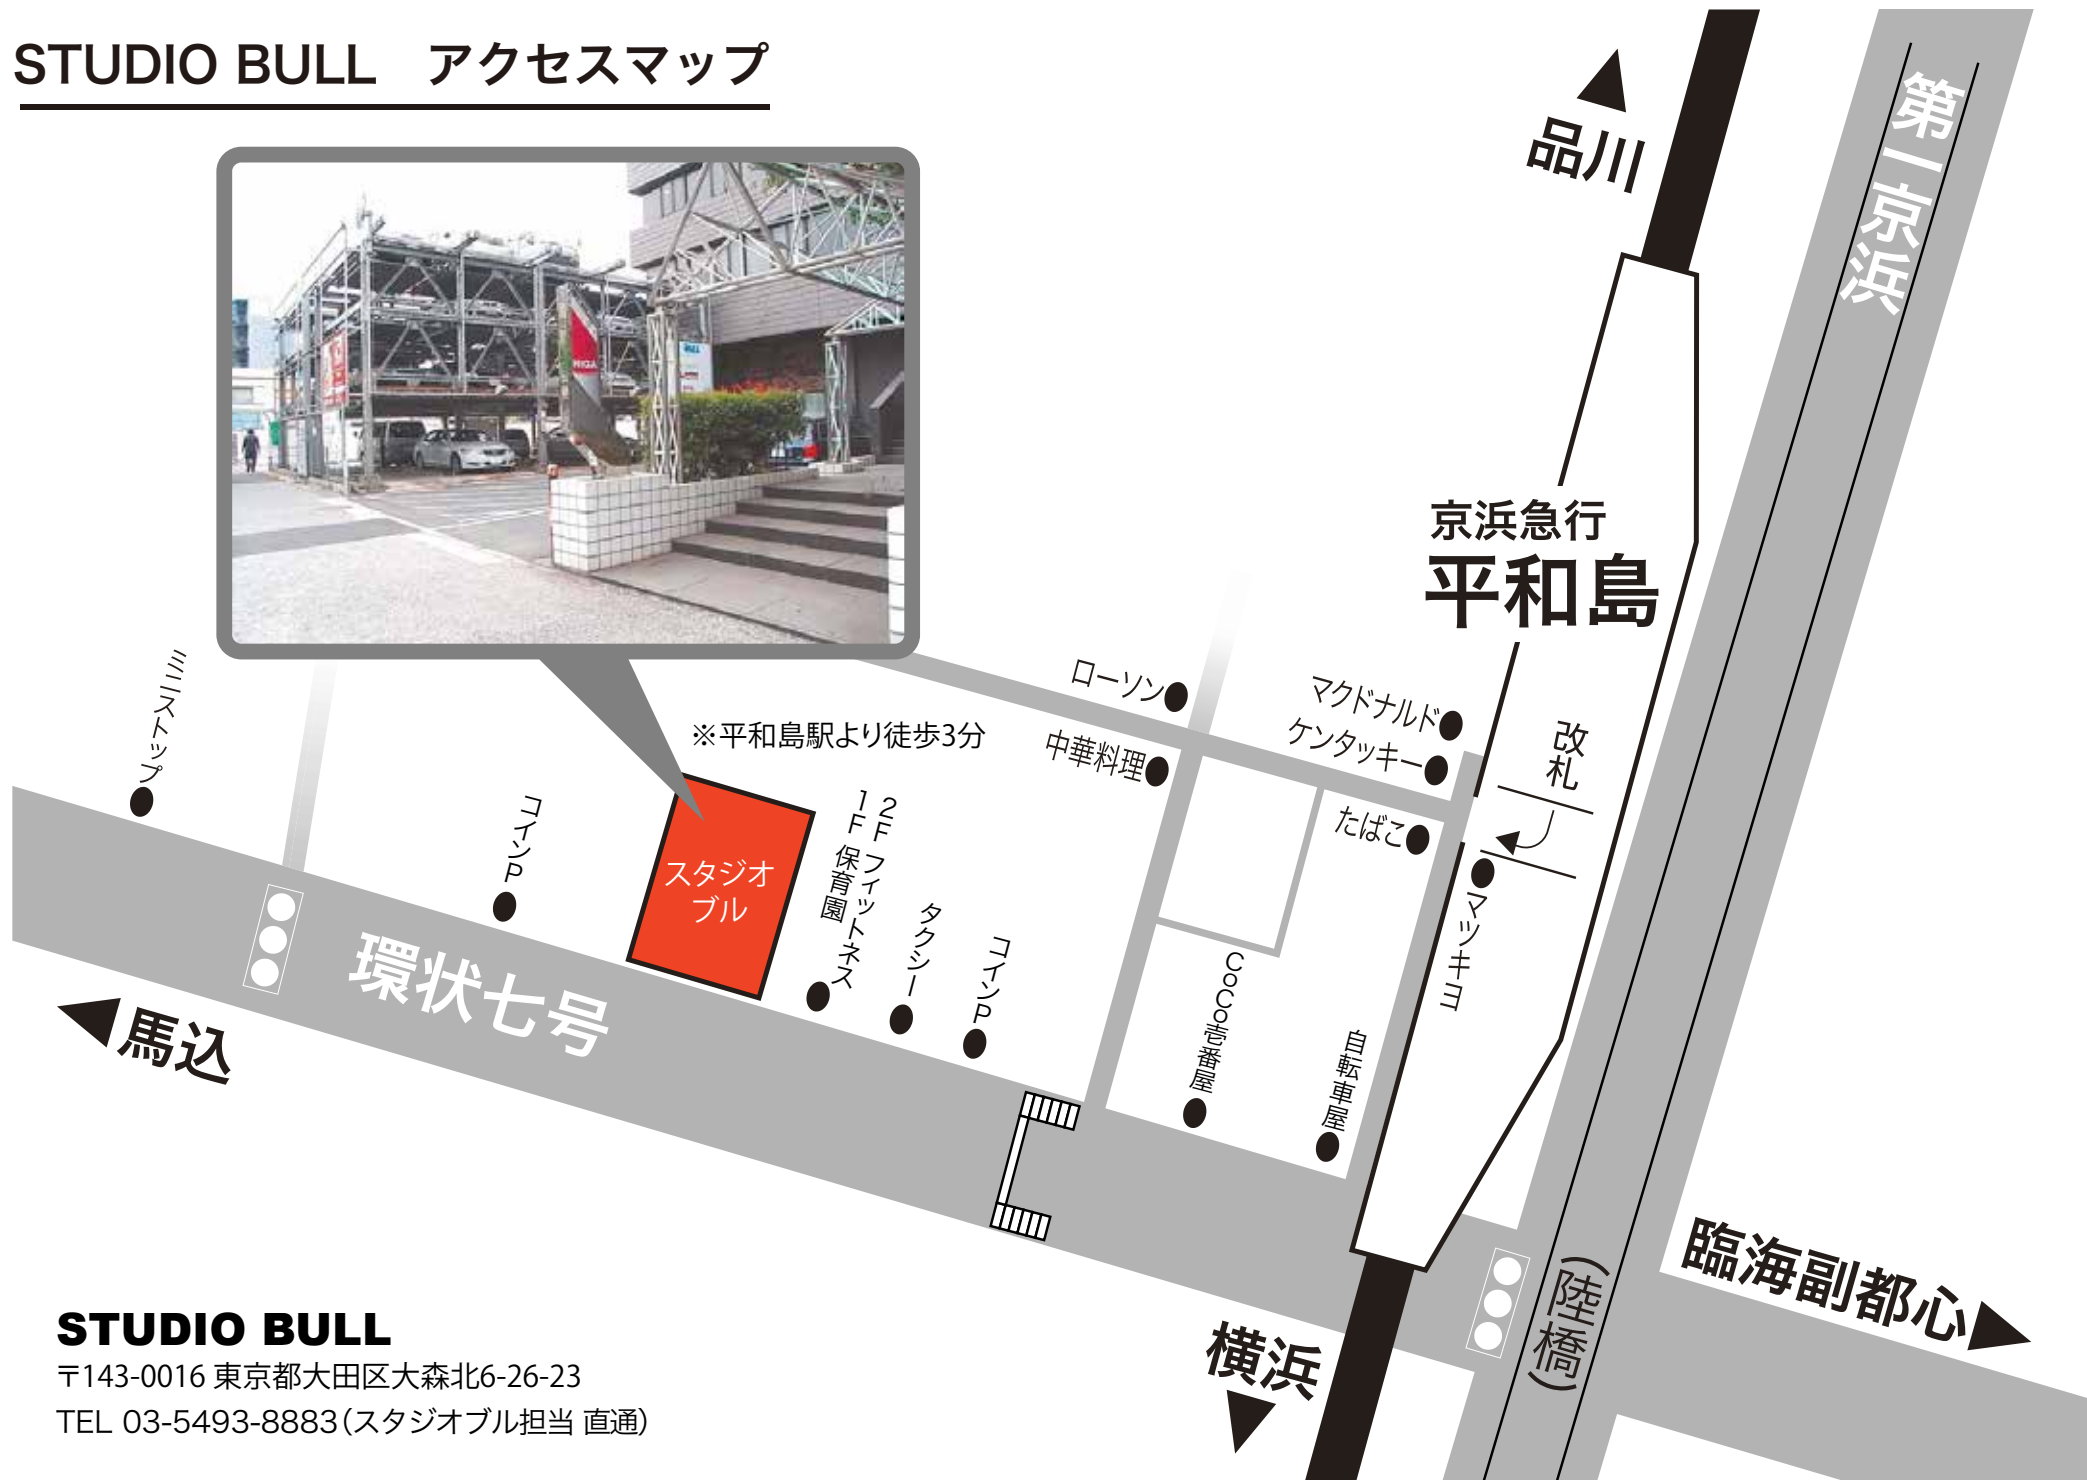 STUDIO BULL　アクセスマップ
品川
第一京浜
HIGA
BULL
京浜急行
平和島
ミニストップ
ローソン
マクドナルド
ケンタッキー
改札
※平和島駅より徒歩3分
中華料理
たばこ
コインP
スタジオ
ブル
2F フィットネス
1F 保育園
タクシー
コインP
マツキヨ
CoCo壱番屋
自転車屋
環状七号
馬込
臨海副都心
(陸橋)
横浜
STUDIO BULL
〒143-0016 東京都大田区大森北6-26-23
TEL 03-5493-8883(スタジオブル担当 直通)